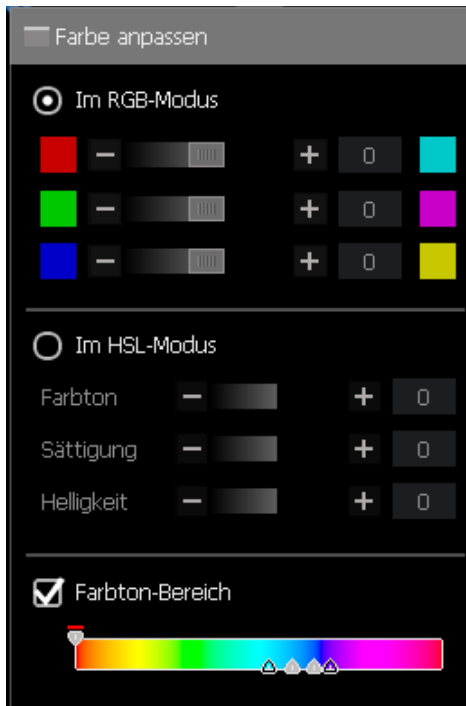 Farbe anpassen
Im RGB-Modus
0
0
0
Im HSL-Modus
Farbton 0
Sättigung 0
Helligkeit 0
Farbton-Bereich